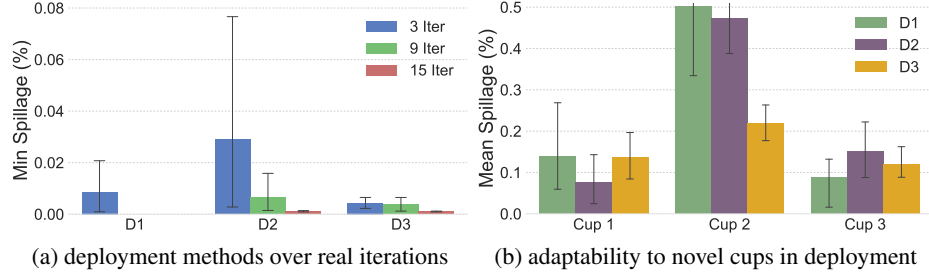 0.08
0.06
0.04
0.02
0.00
Min Spillage (%)
3 Iter
9 Iter
15 Iter
D1
D2
D3
(a) deployment methods over real iterations
0.5
0.4
0.3
0.2
0.1
0.0
Mean Spillage (%)
D1
D2
D3
Cup 1
Cup 2
Cup 3
(b) adaptability to novel cups in deployment